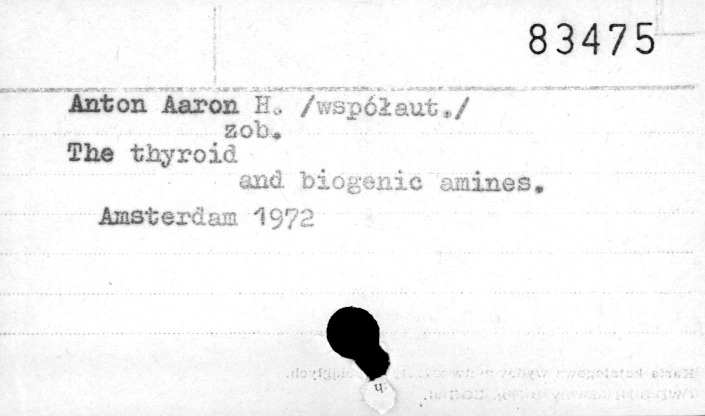 83475
Anton Aaron H. /współaut./
zob.
The thyroid
and biogenic amines.
Amsterdam 1972